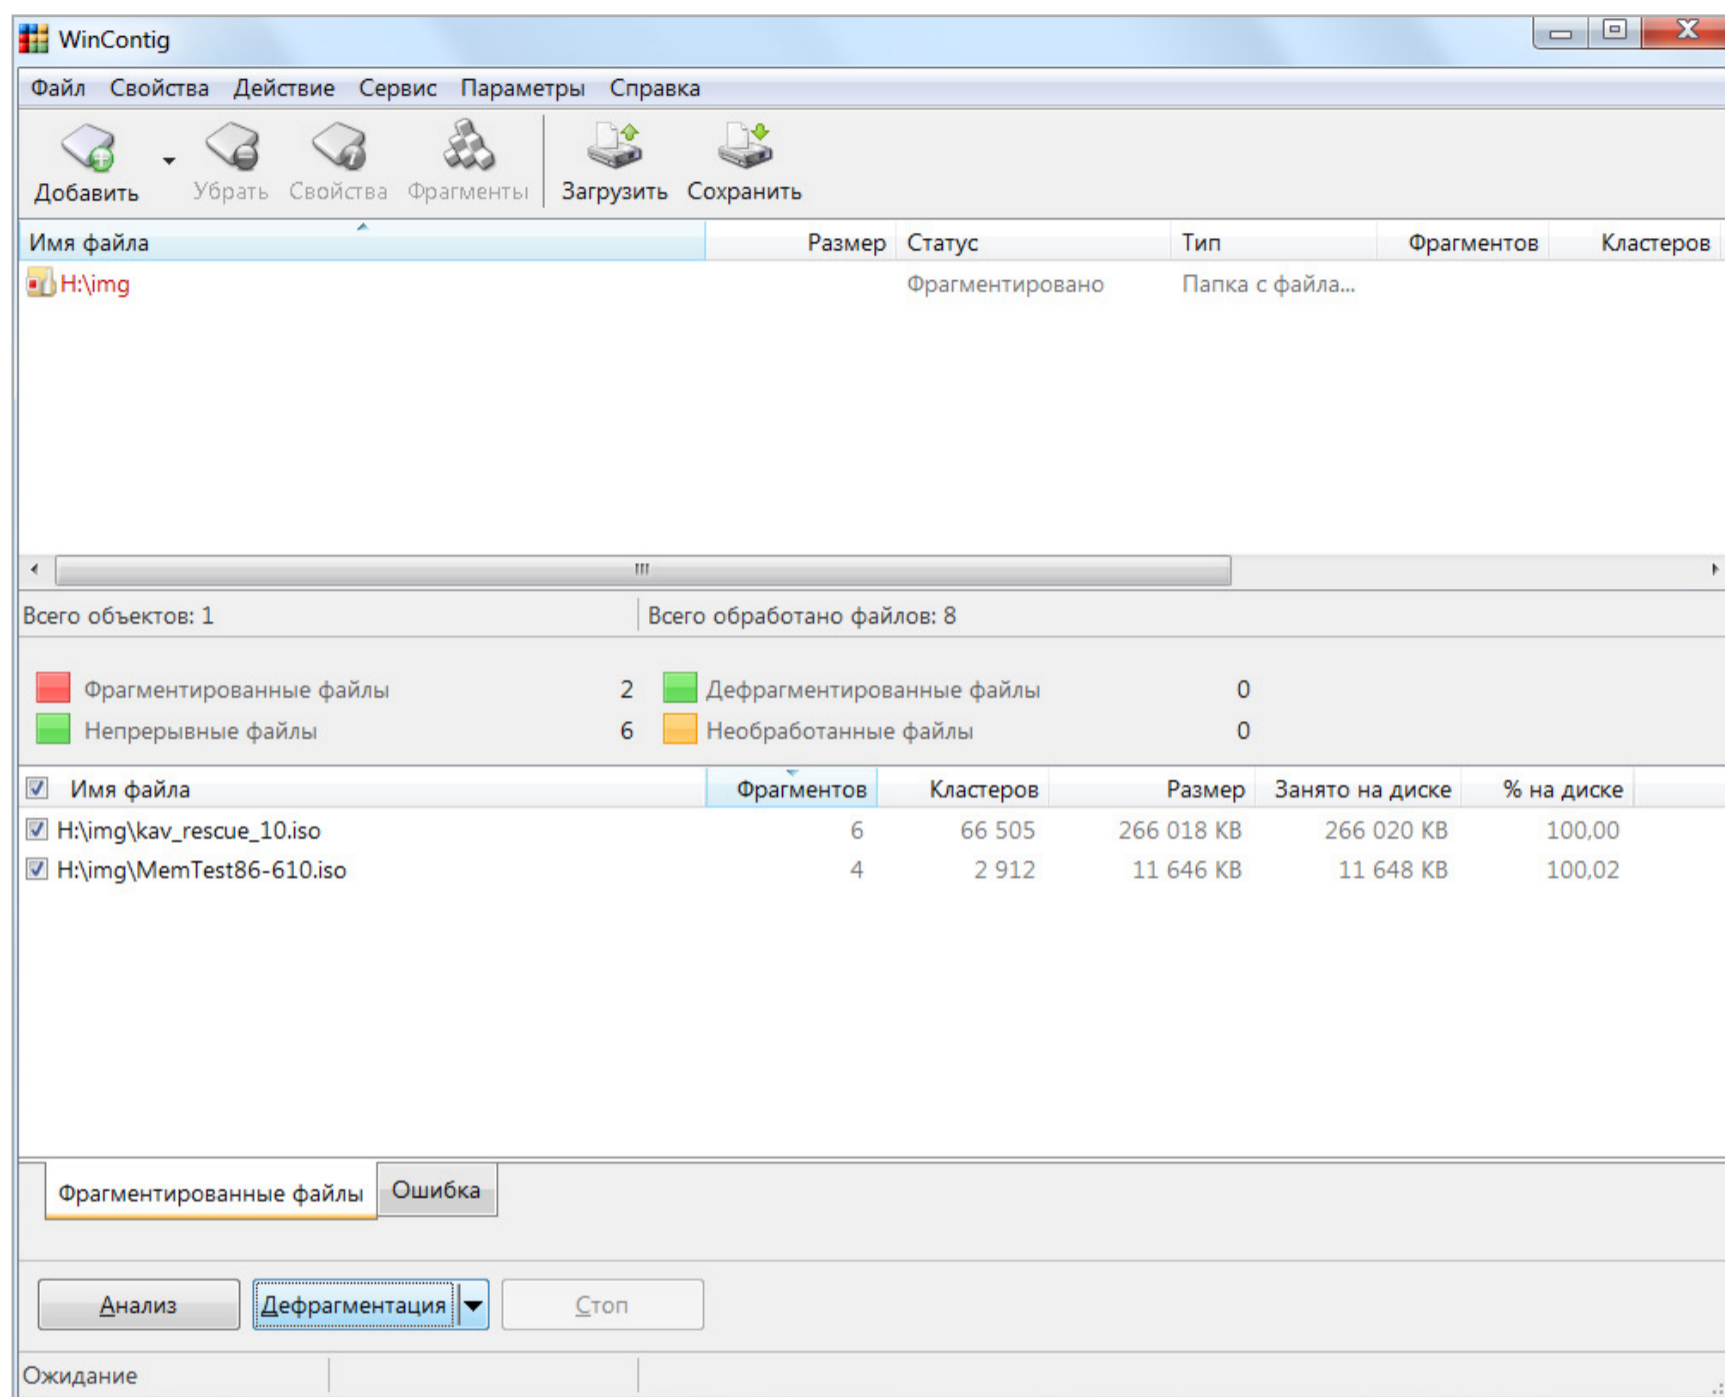 WinContig
Файл Свойства Действие Сервис Параметры Справка
Добавить Убрать Свойства Фрагменты Загрузить Сохранить
Имя файла Размер Статус Тип Фрагментов Кластеров
H:\img Фрагментировано Папка с файла...
Всего объектов: 1 Всего обработано файлов: 8
Фрагментированные файлы 2 Дефрагментированные файлы 0
Непрерывные файлы 6 Необработанные файлы 0
Имя файла Фрагментов Кластеров Размер Занято на диске % на диске
H:\img\kav_rescue_10.iso 6 66 505 266 018 KB 266 020 KB 100,00
H:\img\MemTest86-610.iso 4 2 912 11 646 KB 11 648 KB 100,02
Фрагментированные файлы Ошибка
Анализ Дефрагментация Стоп
Ожидание